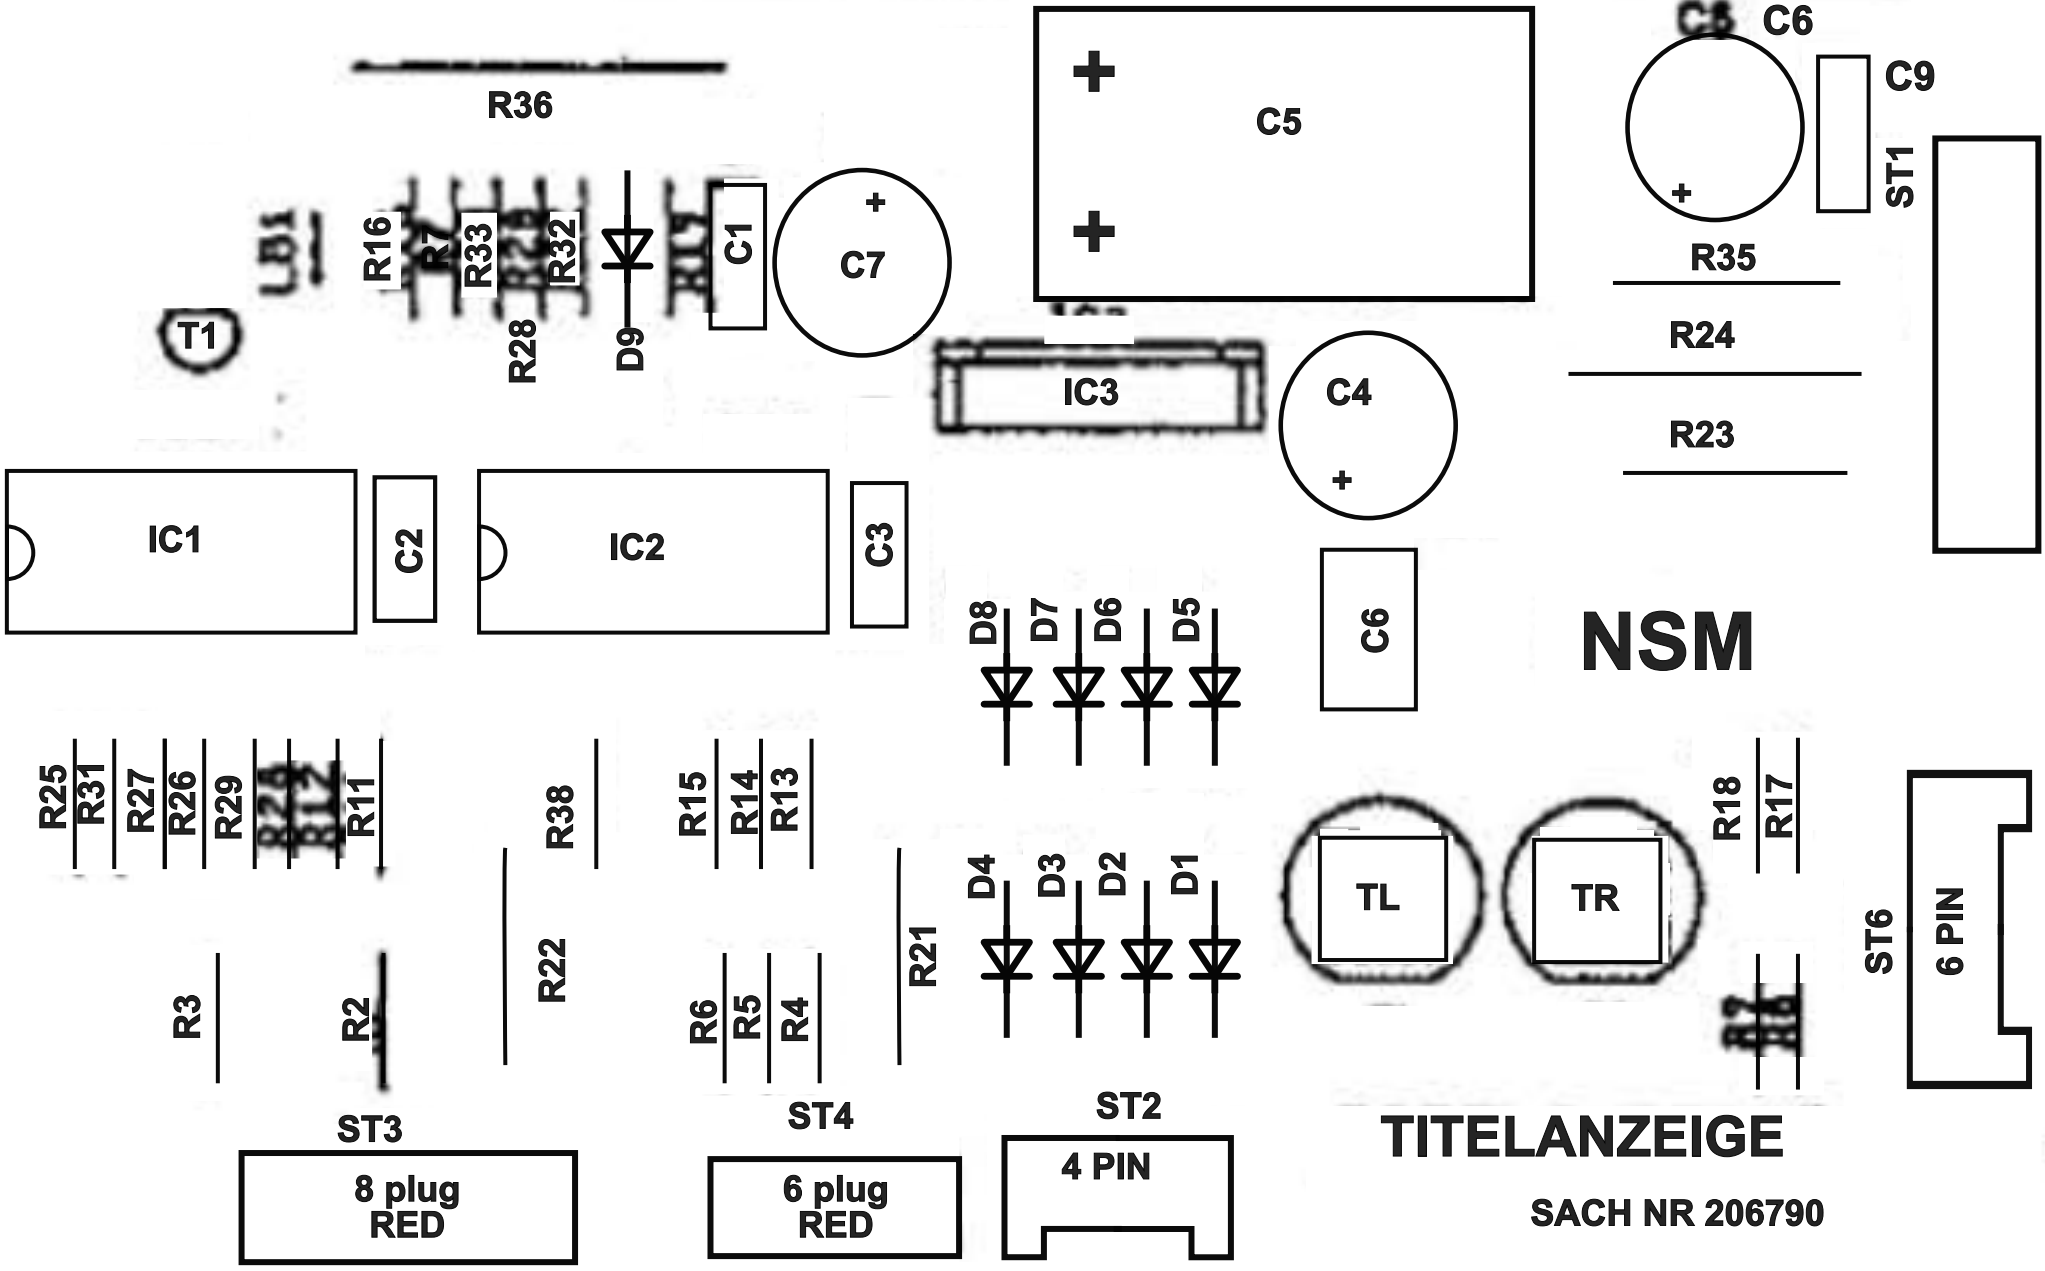 C6
R36
+
C5
C9
ST1
+
+
C7
+
R16
R7
R33
R32
C1
R19
LB1
R35
T1
R28
D9
R24
IC3
C4
+
R23
IC1
C2
IC2
C3
D8
D7
D6
D5
C6
NSM
R25
R31
R27
R26
R29
R12
R11
R38
R15
R14
R13
R18
R17
D4
D3
D2
D1
TL
TR
ST6
6 PIN
R3
R2
R22
R6
R5
R4
R21
ST3
ST4
ST2
8 plug
RED
6 plug
RED
4 PIN
TITELANZEIGE
SACH NR 206790